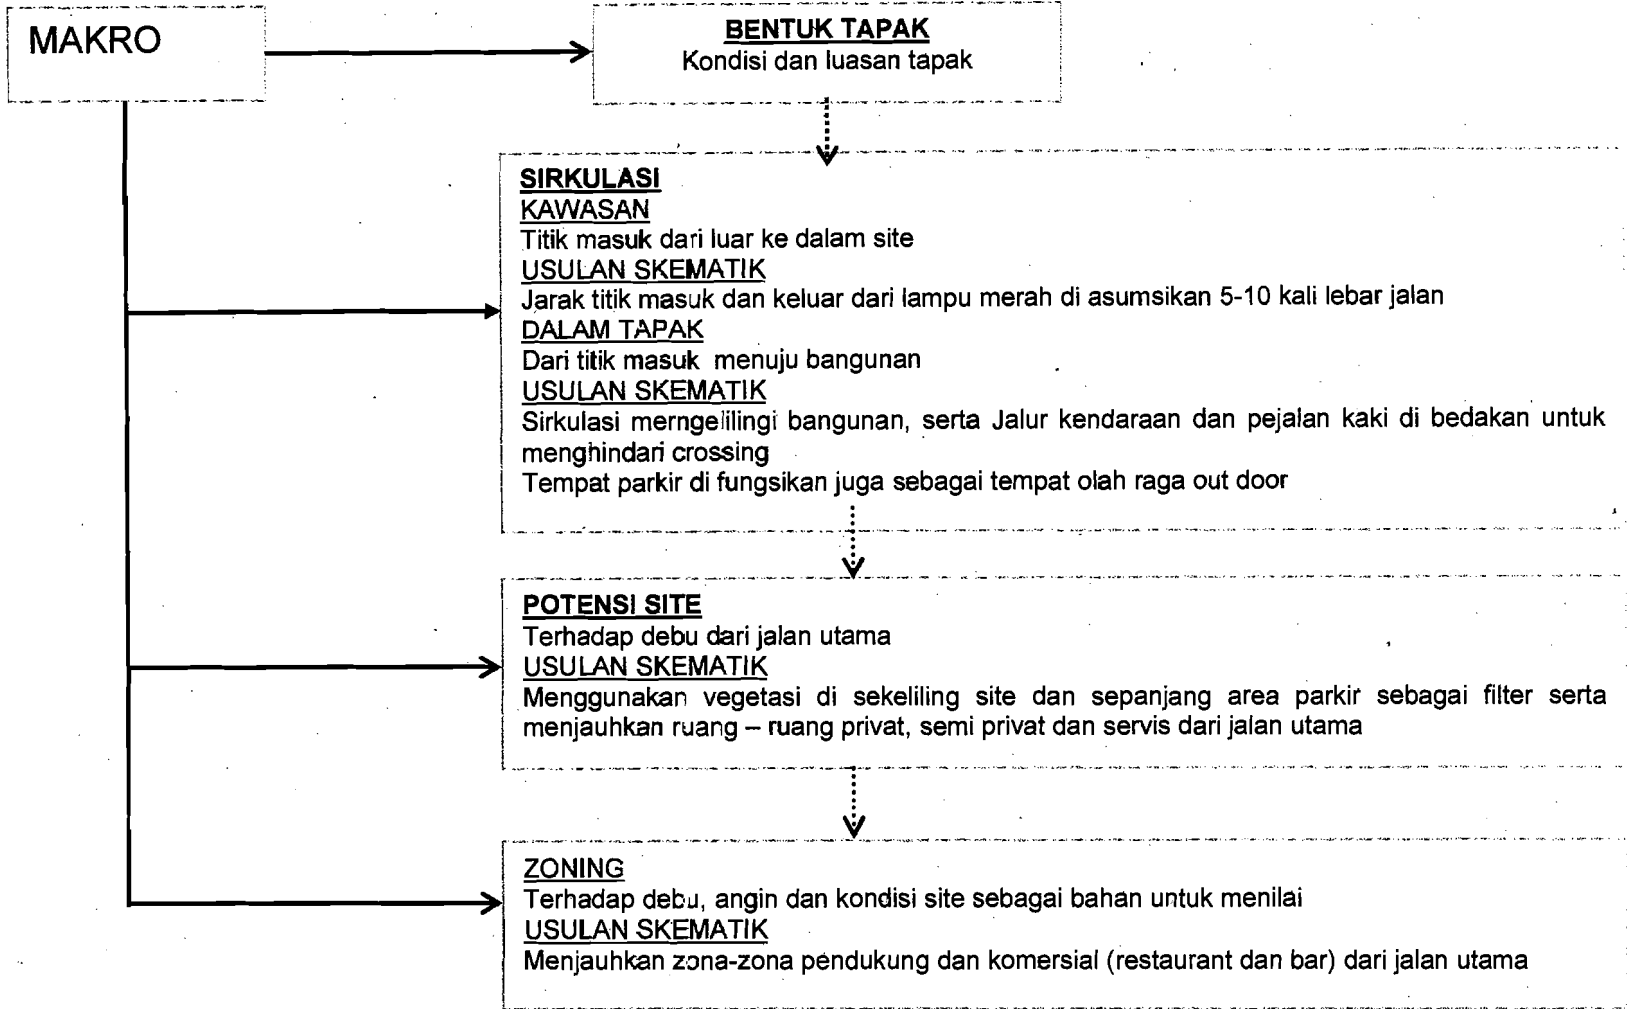 MAKRO
BENTUK TAPAK
Kondisi dan luasan tapak
SIRKULASI
KAWASAN
Titik masuk dari luar ke dalam site
USULAN SKEMATIK
Jarak titik masuk dan keluar dari lampu merah di asumsikan 5-10 kali lebar jalan
DALAM TAPAK
Dari titik masuk menuju bangunan
USULAN SKEMATIK
Sirkulasi merngelilingi bangunan, serta Jalur kendaraan dan pejalan kaki di bedakan untuk
menghindari crossing
Tempat parkir di fungsikan juga sebagai tempat olah raga out door
POTENSI SITE
Terhadap debu dari jalan utama
USULAN SKEMATIK
Menggunakan vegetasi di sekeliling site dan sepanjang area parkir sebagai filter serta
menjauhkan ruang – ruang privat, semi privat dan servis dari jalan utama
ZONING
Terhadap debu, angin dan kondisi site sebagai bahan untuk menilai
USULAN SKEMATIK
Menjauhkan zona-zona pendukung dan komersial (restaurant dan bar) dari jalan utama